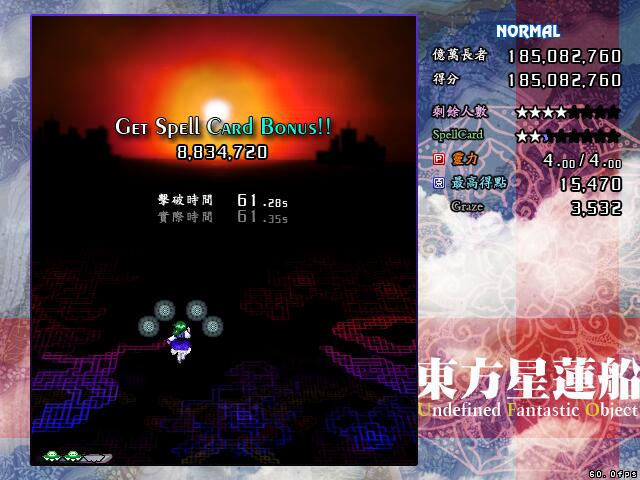 NORMAL
億萬長者 185,082,760
得分 185,082,760
剩餘人數
SpellCard
P 靈力 4.00/4.00
最高得點 15,470
Graze 3,532
Get Spell Card Bonus!!
8,834,720
擊破時間 61.28s
實際時間 61.35s
東方星蓮船
Undefined Fantastic Object
60.0fps